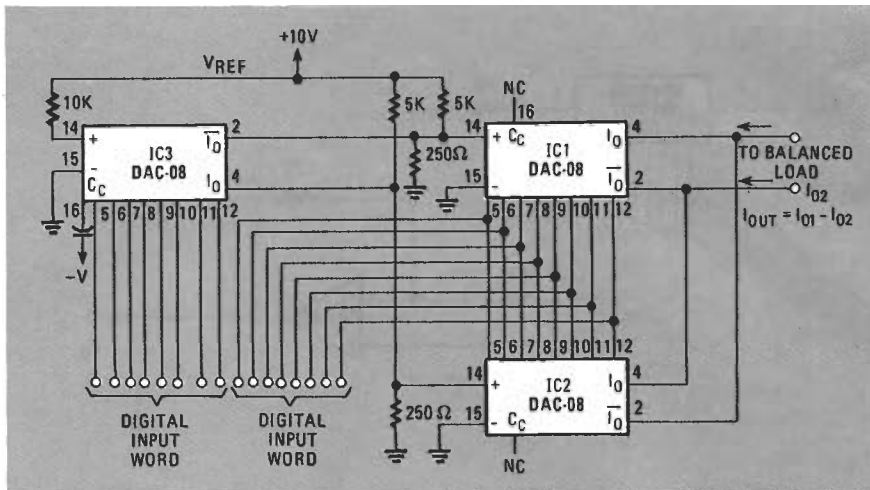 +10V
VREF
10K
5K
5K
NC
16
14
+
2
I̅O
IC3
DAC-08
15
-
CC
IO
4
16
-V
5 6 7 8 9 10 11 12
250Ω
14
+
CC
IO
4
IC1
DAC-08
15
-
I̅O
2
5 6 7 8 9 10 11 12
TO BALANCED
LOAD
IO2
IOUT = IO1 - IO2
5 6 7 8 9 10 11 12
14
+
IC2
DAC-08
IO
4
250 Ω
15
-
CC
I̅O
2
NC
DIGITAL
INPUT
WORD
DIGITAL
INPUT
WORD